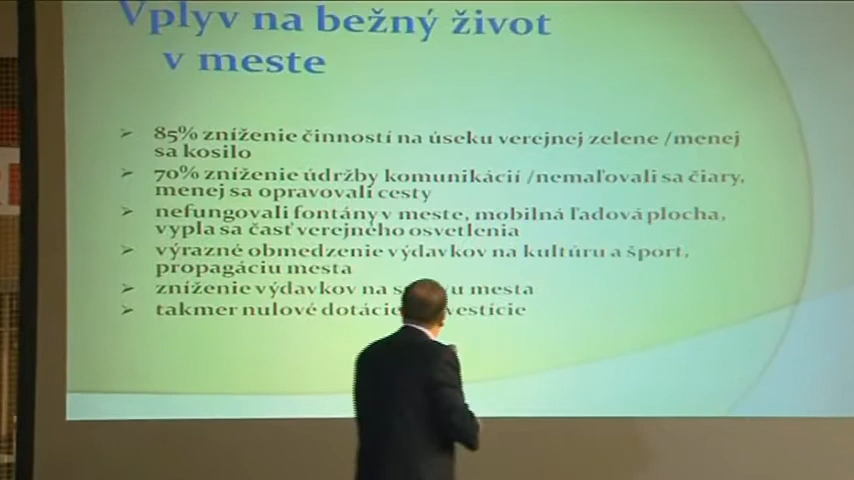 Vplyv na bežný život
v meste
85% zníženie činností na úseku verejnej zelene /menej
sa kosilo
70% zníženie údržby komunikácií /nemaľovali sa čiary,
menej sa opravovali cesty
nefungovali fontány v meste, mobilná ľadová plocha,
vypla sa časť verejného osvetlenia
výrazné obmedzenie výdavkov na kultúru a šport,
propagáciu mesta
zníženie výdavkov na mesta
takmer nulové dotácie